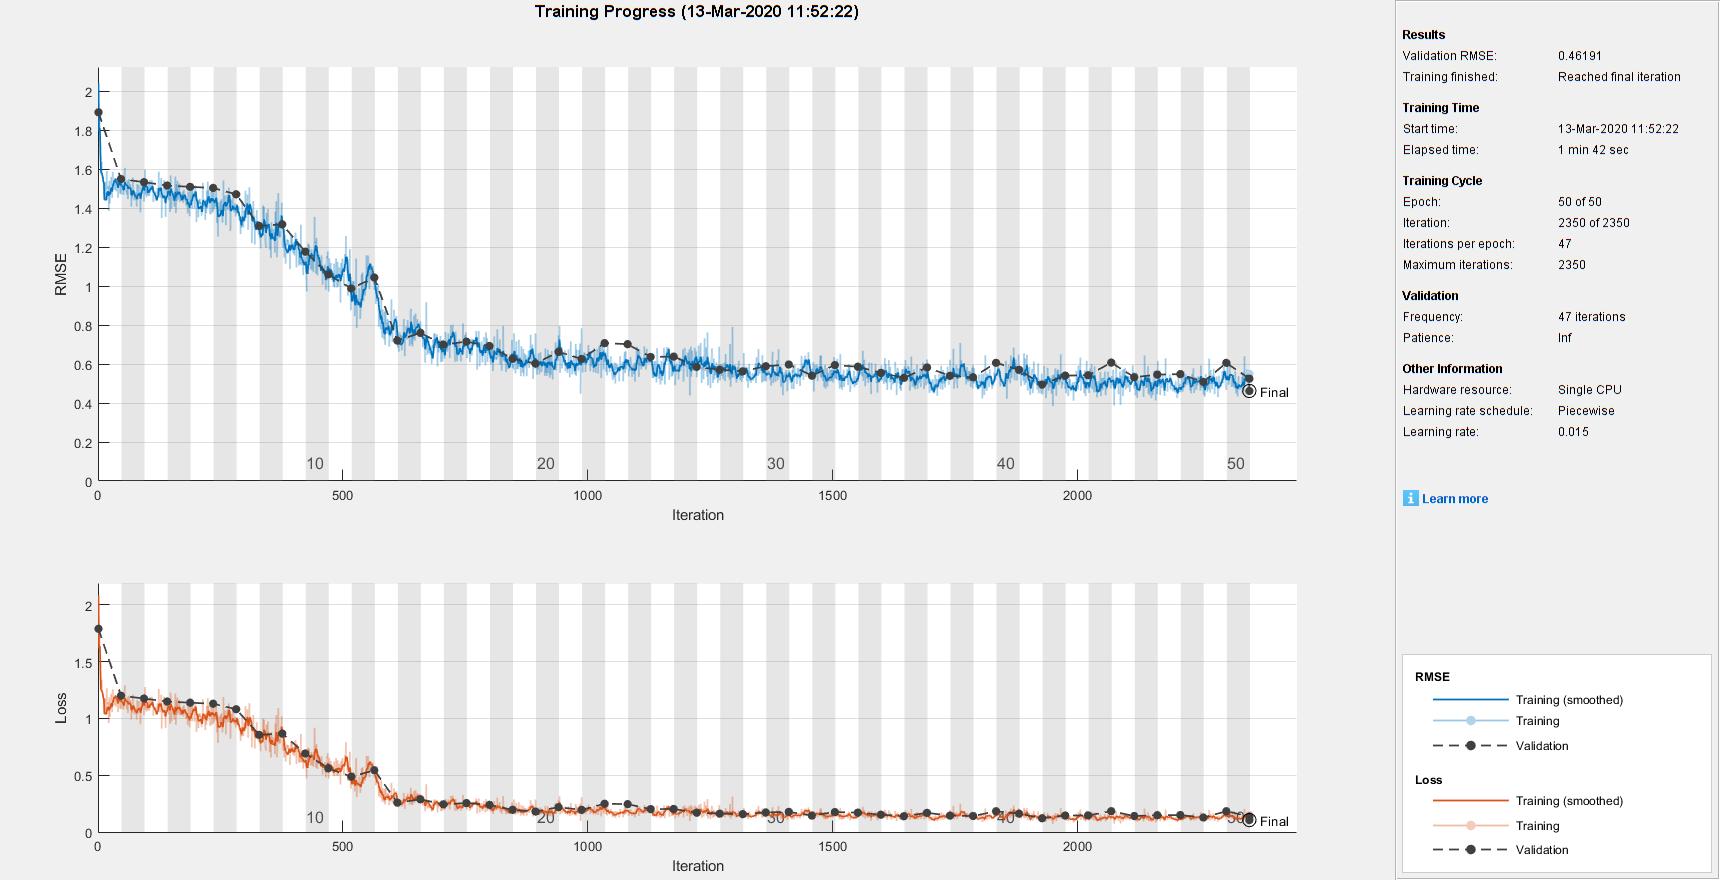 Training Progress (13-Mar-2020 11:52:22)
2
1.8
1.6
1.4
1.2
1
0.8
0.6
0.4
0.2
0
RMSE
Final
10
20
30
40
50
0
500
1000
1500
2000
Iteration
2
1.5
1
0.5
0
Loss
Final
10
20
30
40
50
0
500
1000
1500
2000
Iteration
Results
Validation RMSE: 0.46191
Training finished: Reached final iteration
Training Time
Start time: 13-Mar-2020 11:52:22
Elapsed time: 1 min 42 sec
Training Cycle
Epoch: 50 of 50
Iteration: 2350 of 2350
Iterations per epoch: 47
Maximum iterations: 2350
Validation
Frequency: 47 iterations
Patience: Inf
Other Information
Hardware resource: Single CPU
Learning rate schedule: Piecewise
Learning rate: 0.015
i Learn more
RMSE
Training (smoothed)
Training
Validation
Loss
Training (smoothed)
Training
Validation